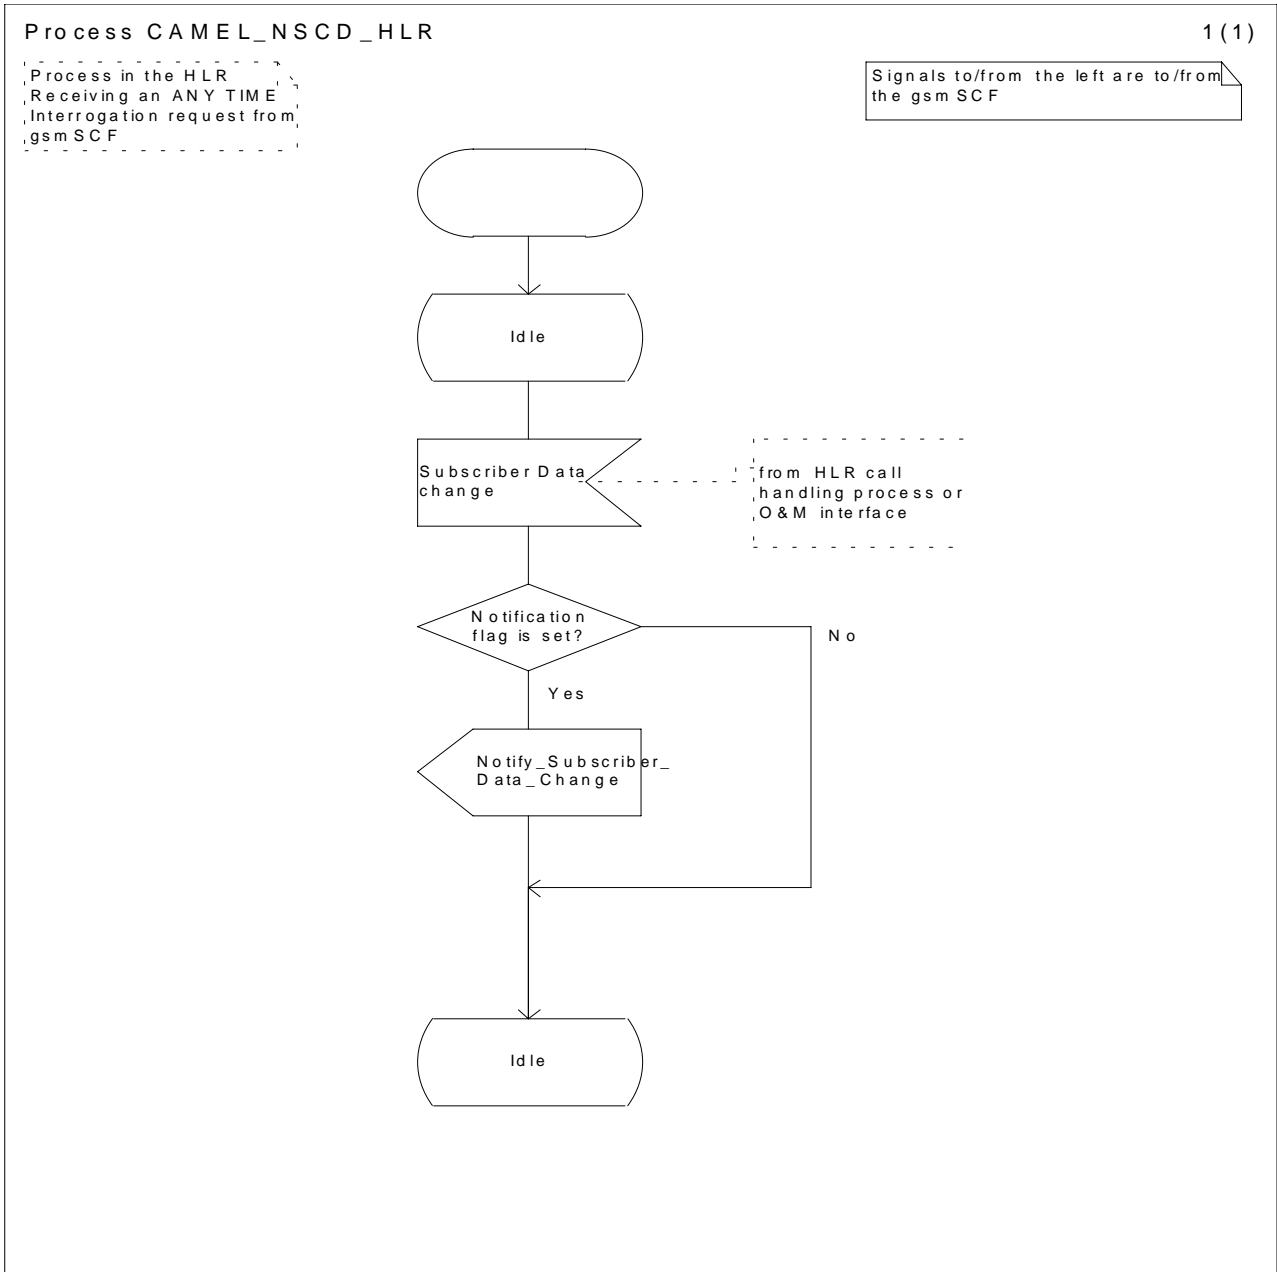 Process CAMEL_NSCD_HLR
1(1)
Process in the HLR
Receiving an ANY TIME
Interrogation request from
gsmSCF
Signals to/from the left are to/from
the gsmSCF
Idle
Subscriber Data
change
from HLR call
handling process or
O&M interface
Notification
flag is set?
No
Yes
Notify_Subscriber_
Data_Change
Idle